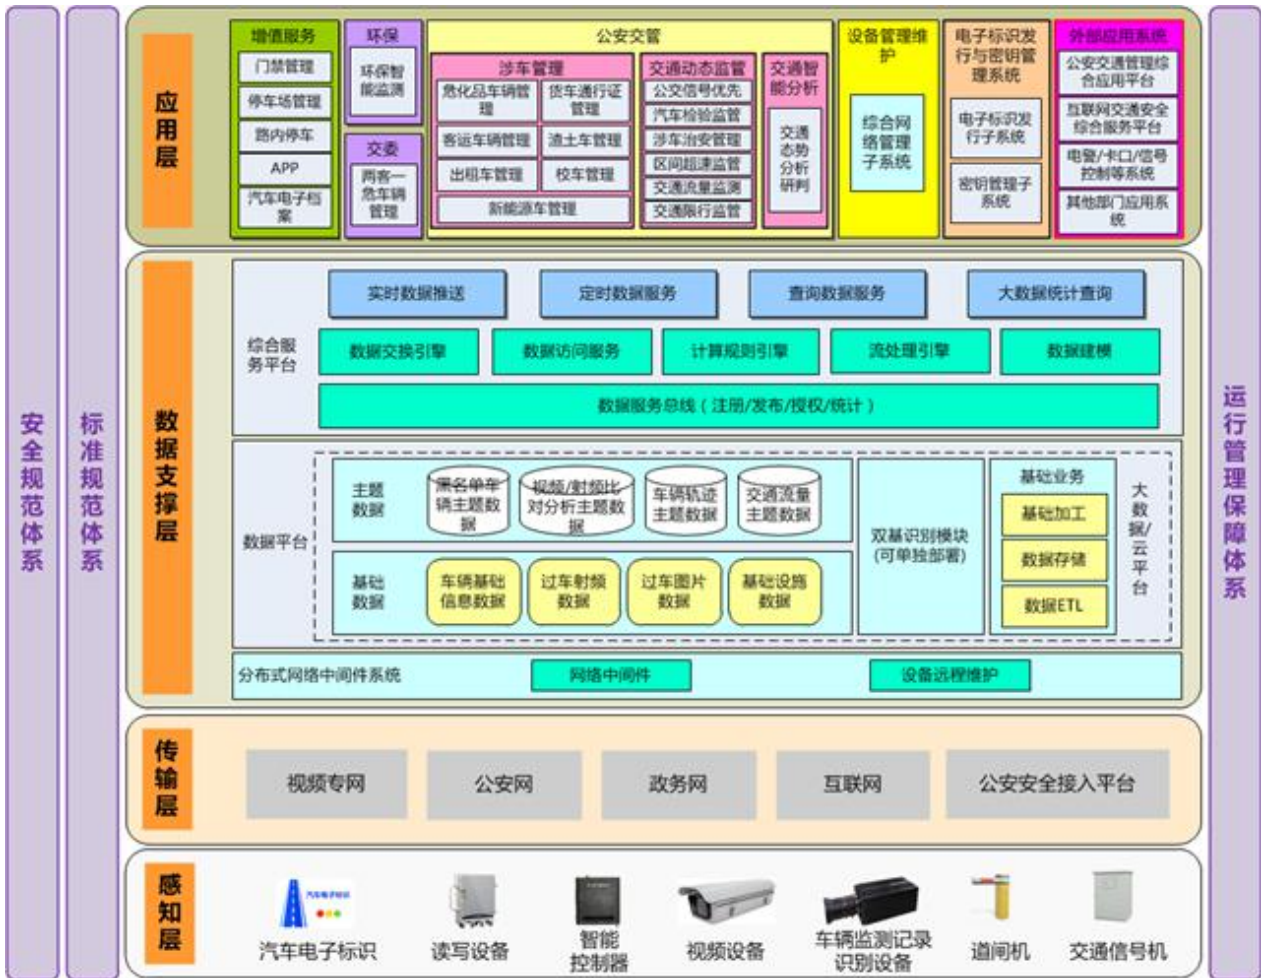 安全规范体系
标准规范体系
运行管理保障体系
应用层
增值服务
门禁管理
停车场管理
路内停车
APP
汽车电子档
案
环保
环保智
能监测
交委
两客一
危车辆
管理
公安交管
涉车管理
危化品车辆管
理
货车通行证
管理
客运车辆管理
渣土车管理
出租车管理
校车管理
新能源车管理
交通动态监管
公交信号优先
汽车检验监管
涉车治安管理
区间超速监管
交通流量监测
交通限行监管
交通智
能分析
交通
态势
分析
研判
设备管理维
护
综合网
络管理
子系统
电子标识发
行与密钥管
理系统
电子标识发
行子系统
密钥管理子
系统
外部应用系统
公安交通管理综
合应用平台
互联网交通安全
综合服务平台
电警/卡口/信号
控制等系统
其他部门应用系
统
数据支撑层
综合服
务平台
实时数据推送
定时数据服务
查询数据服务
大数据统计查询
数据交换引擎
数据访问服务
计算规则引擎
流处理引擎
数据建模
数据服务总线（注册/发布/授权/统计）
数据平台
主题
数据
黑名单车
辆主题数
据
视频/射频比
对分析主题数
据
车辆轨迹
主题数据
交通流量
主题数据
基础
数据
车辆基础
信息数据
过车射频
数据
过车图片
数据
基础设施
数据
双基识别模块
(可单独部署)
基础业务
基础加工
数据存储
数据ETL
大数据/云平台
分布式网络中间件系统
网络中间件
设备远程维护
传输层
视频专网
公安网
政务网
互联网
公安安全接入平台
感知层
汽车电子标识
汽车电子标识
读写设备
智能
控制器
视频设备
车辆监测记录
识别设备
道闸机
交通信号机